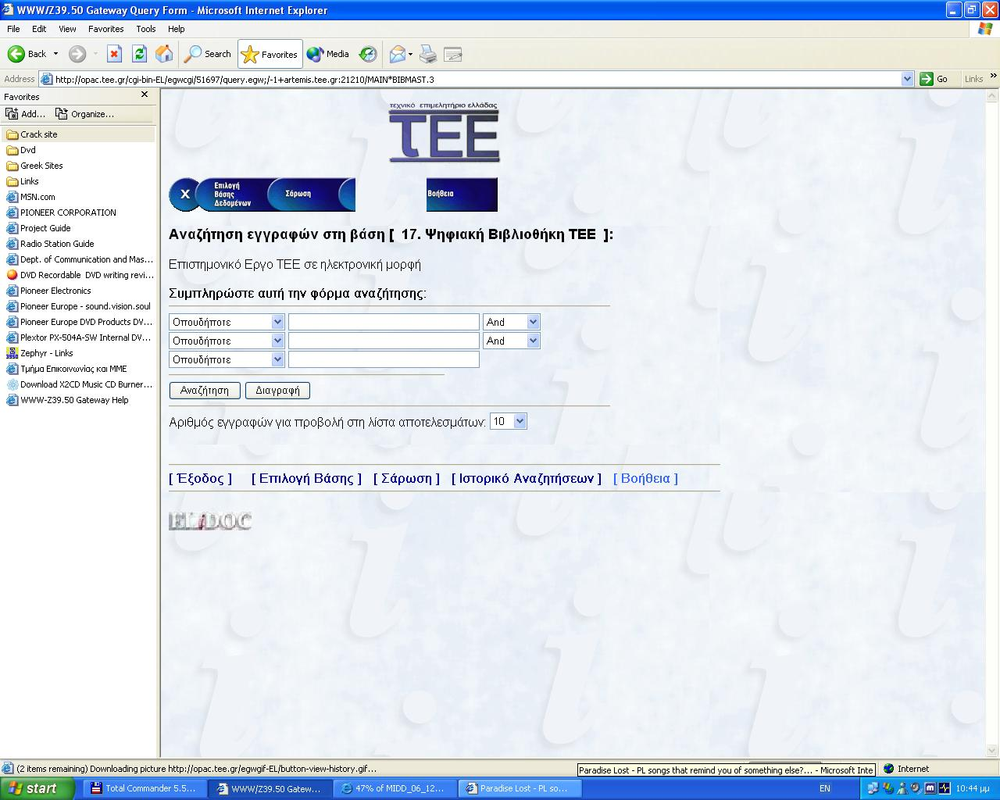 WWW/Z39.50 Gateway Query Form - Microsoft Internet Explorer
File Edit View Favorites Tools Help
Back Search Favorites Media
Address http://opac.tee.gr/cgi-bin-EL/egwcgi/51697/query.egw;/-1+artemis.tee.gr:21210/MAIN*BIBMAST.3 Go Links »
Favorites
Add... Organize...
Crack site
Dvd
Greek Sites
Links
MSN.com
PIONEER CORPORATION
Project Guide
Radio Station Guide
Dept. of Communication and Mas...
DVD Recordable DVD writing revi...
Pioneer Electronics
Pioneer Europe - sound.vision.soul
Pioneer Europe DVD Products DV...
Plextor PX-504A-SW Internal DV...
Zephyr - Links
Τμήμα Επικοινωνίας και ΜΜΕ
Download X2CD Music CD Burner...
WWW-Z39.50 Gateway Help
τεχνικό επιμελητήριο ελλάδας
ΤΕΕ
X Επιλογή Βάσης Δεδομένων Σάρωση Βοήθεια
Αναζήτηση εγγραφών στη βάση [ 17. Ψηφιακή Βιβλιοθήκη ΤΕΕ ]:
Επιστημονικό Εργο ΤΕΕ σε ηλεκτρονική μορφή
Συμπληρώστε αυτή την φόρμα αναζήτησης:
Οπουδήποτε And
Οπουδήποτε And
Οπουδήποτε
Αναζήτηση Διαγραφή
Αριθμός εγγραφών για προβολή στη λίστα αποτελεσμάτων: 10
[ Έξοδος ] [ Επιλογή Βάσης ] [ Σάρωση ] [ Ιστορικό Αναζητήσεων ] [ Βοήθεια ]
ELiDOC
(2 items remaining) Downloading picture http://opac.tee.gr/egwgif-EL/button-view-history.gif...
Paradise Lost - PL songs that remind you of something else?... - Microsoft Inte
Internet
start Total Commander 5.5... WWW/Z39.50 Gatew... 47% of MIDD_06_12... Paradise Lost - PL so... EN 10:44 μμ